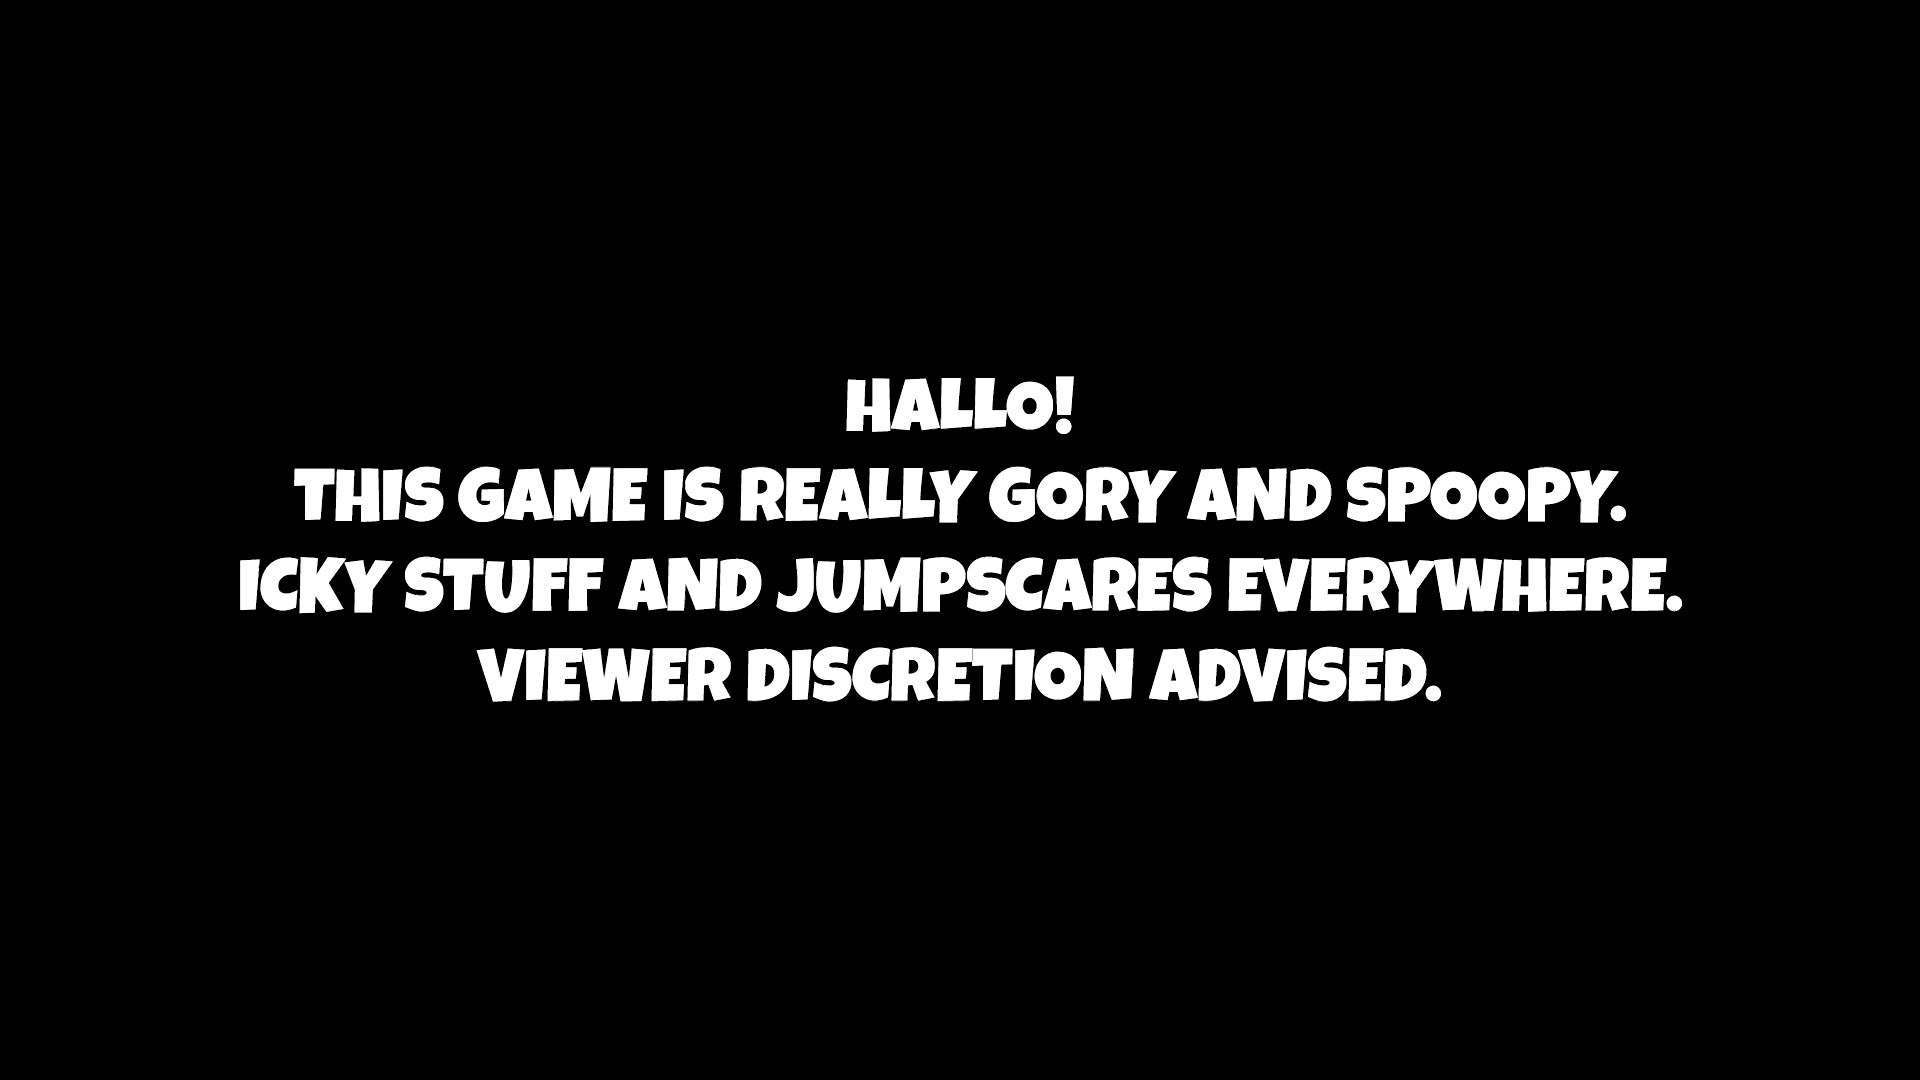 HALLO!
THIS GAME IS REALLY GORY AND SPOOPY.
ICKY STUFF AND JUMPSCARES EVERYWHERE.
VIEWER DISCRETION ADVISED.